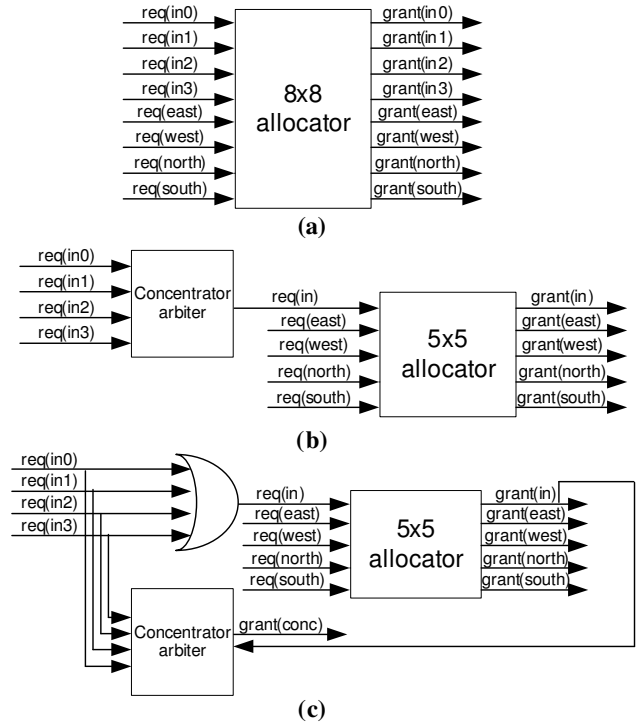 req(in0)
req(in1)
req(in2)
req(in3)
req(east)
req(west)
req(north)
req(south)
8x8
allocator
grant(in0)
grant(in1)
grant(in2)
grant(in3)
grant(east)
grant(west)
grant(north)
grant(south)
(a)
req(in0)
req(in1)
req(in2)
req(in3)
Concentrator
arbiter
req(in)
req(east)
req(west)
req(north)
req(south)
5x5
allocator
grant(in)
grant(east)
grant(west)
grant(north)
grant(south)
(b)
req(in0)
req(in1)
req(in2)
req(in3)
req(in)
req(east)
req(west)
req(north)
req(south)
5x5
allocator
grant(in)
grant(east)
grant(west)
grant(north)
grant(south)
Concentrator
arbiter
grant(conc)
(c)